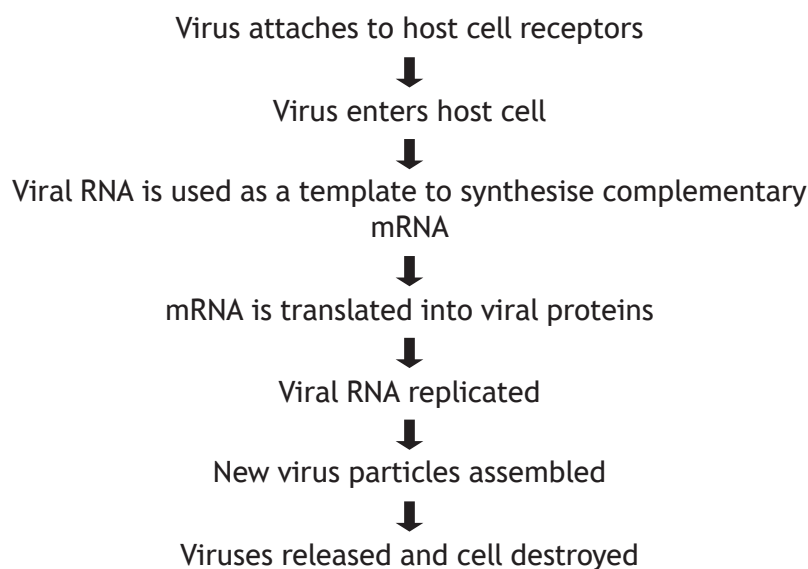 Virus attaches to host cell receptors
Virus enters host cell
Viral RNA is used as a template to synthesise complementary
mRNA
mRNA is translated into viral proteins
Viral RNA replicated
New virus particles assembled
Viruses released and cell destroyed